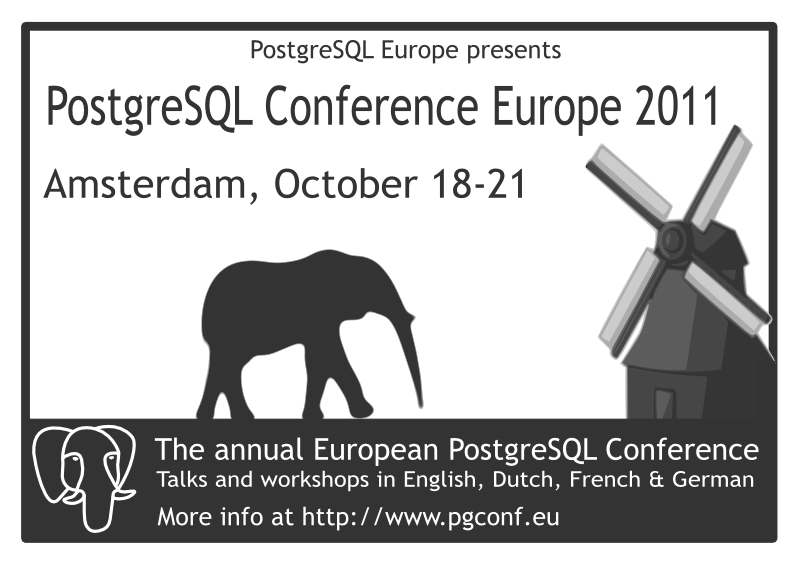 PostgreSQL Europe presents
PostgreSQL Conference Europe 2011
Amsterdam, October 18-21
The annual European PostgreSQL Conference
Talks and workshops in English, Dutch, French & German
More info at http://www.pgconf.eu